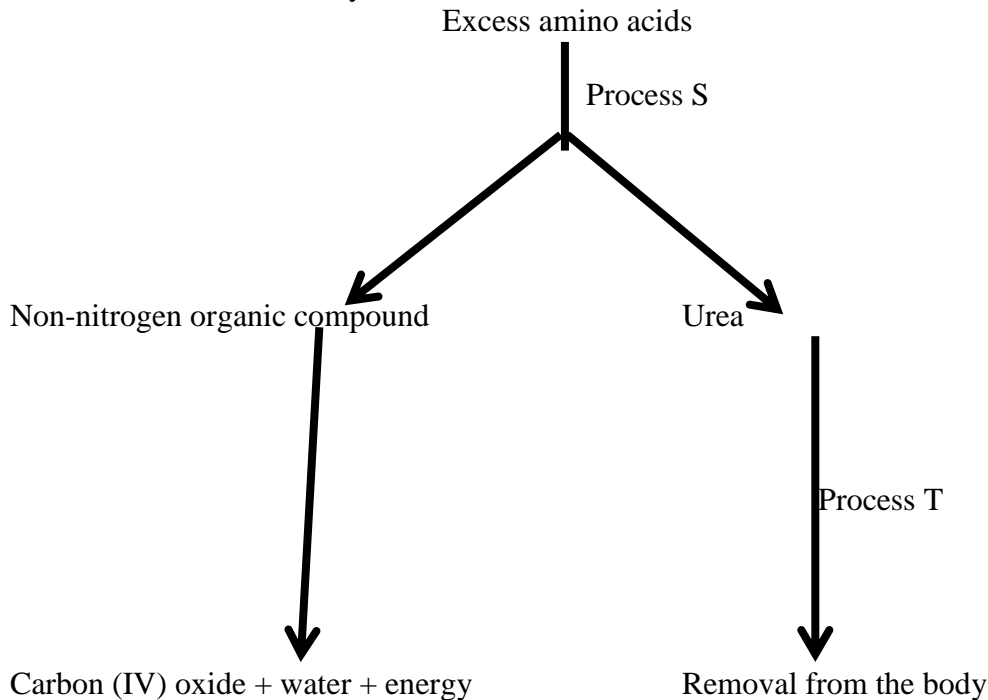 Excess amino acids
Process S
Non-nitrogen organic compound
Urea
Process T
Carbon (IV) oxide + water + energy
Removal from the body